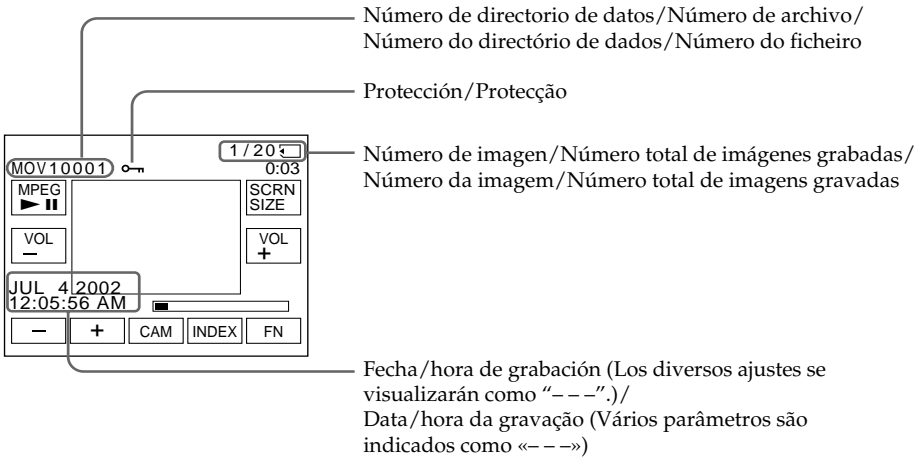 Número de directorio de datos/Número de archivo/
Número do directório de dados/Número do ficheiro
Protección/Protecção
1/20
MOV10001
0:03
Número de imagen/Número total de imágenes grabadas/
Número da imagem/Número total de imagens gravadas
MPEG
SCRN
SIZE
VOL
–
VOL
+
JUL 4 2002
12:05:56 AM
– + CAM INDEX FN
Fecha/hora de grabación (Los diversos ajustes se
visualizarán como “– – –”.)/
Data/hora da gravação (Vários parâmetros são
indicados como «– – –»)